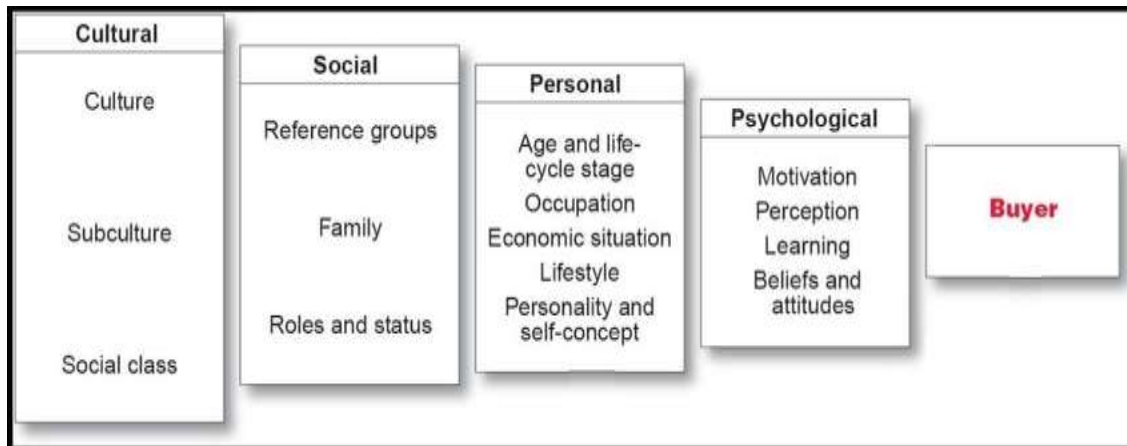 Cultural
Culture
Subculture
Social class
Social
Reference groups
Family
Roles and status
Personal
Age and life-
cycle stage
Occupation
Economic situation
Lifestyle
Personality and
self-concept
Psychological
Motivation
Perception
Learning
Beliefs and
attitudes
Buyer